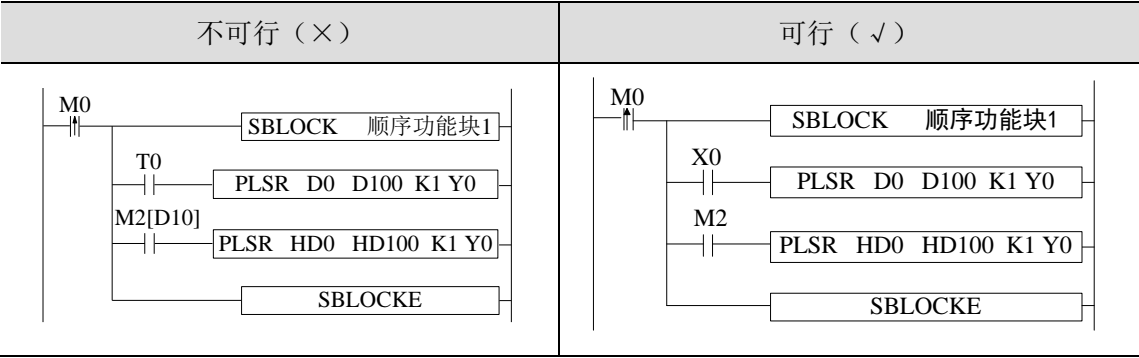 不可行（×）
可行（√）
M0
SBLOCK 顺序功能块1
T0
PLSR D0 D100 K1 Y0
M2[D10]
PLSR HD0 HD100 K1 Y0
SBLOCKE
M0
SBLOCK 顺序功能块1
X0
PLSR D0 D100 K1 Y0
M2
PLSR HD0 HD100 K1 Y0
SBLOCKE